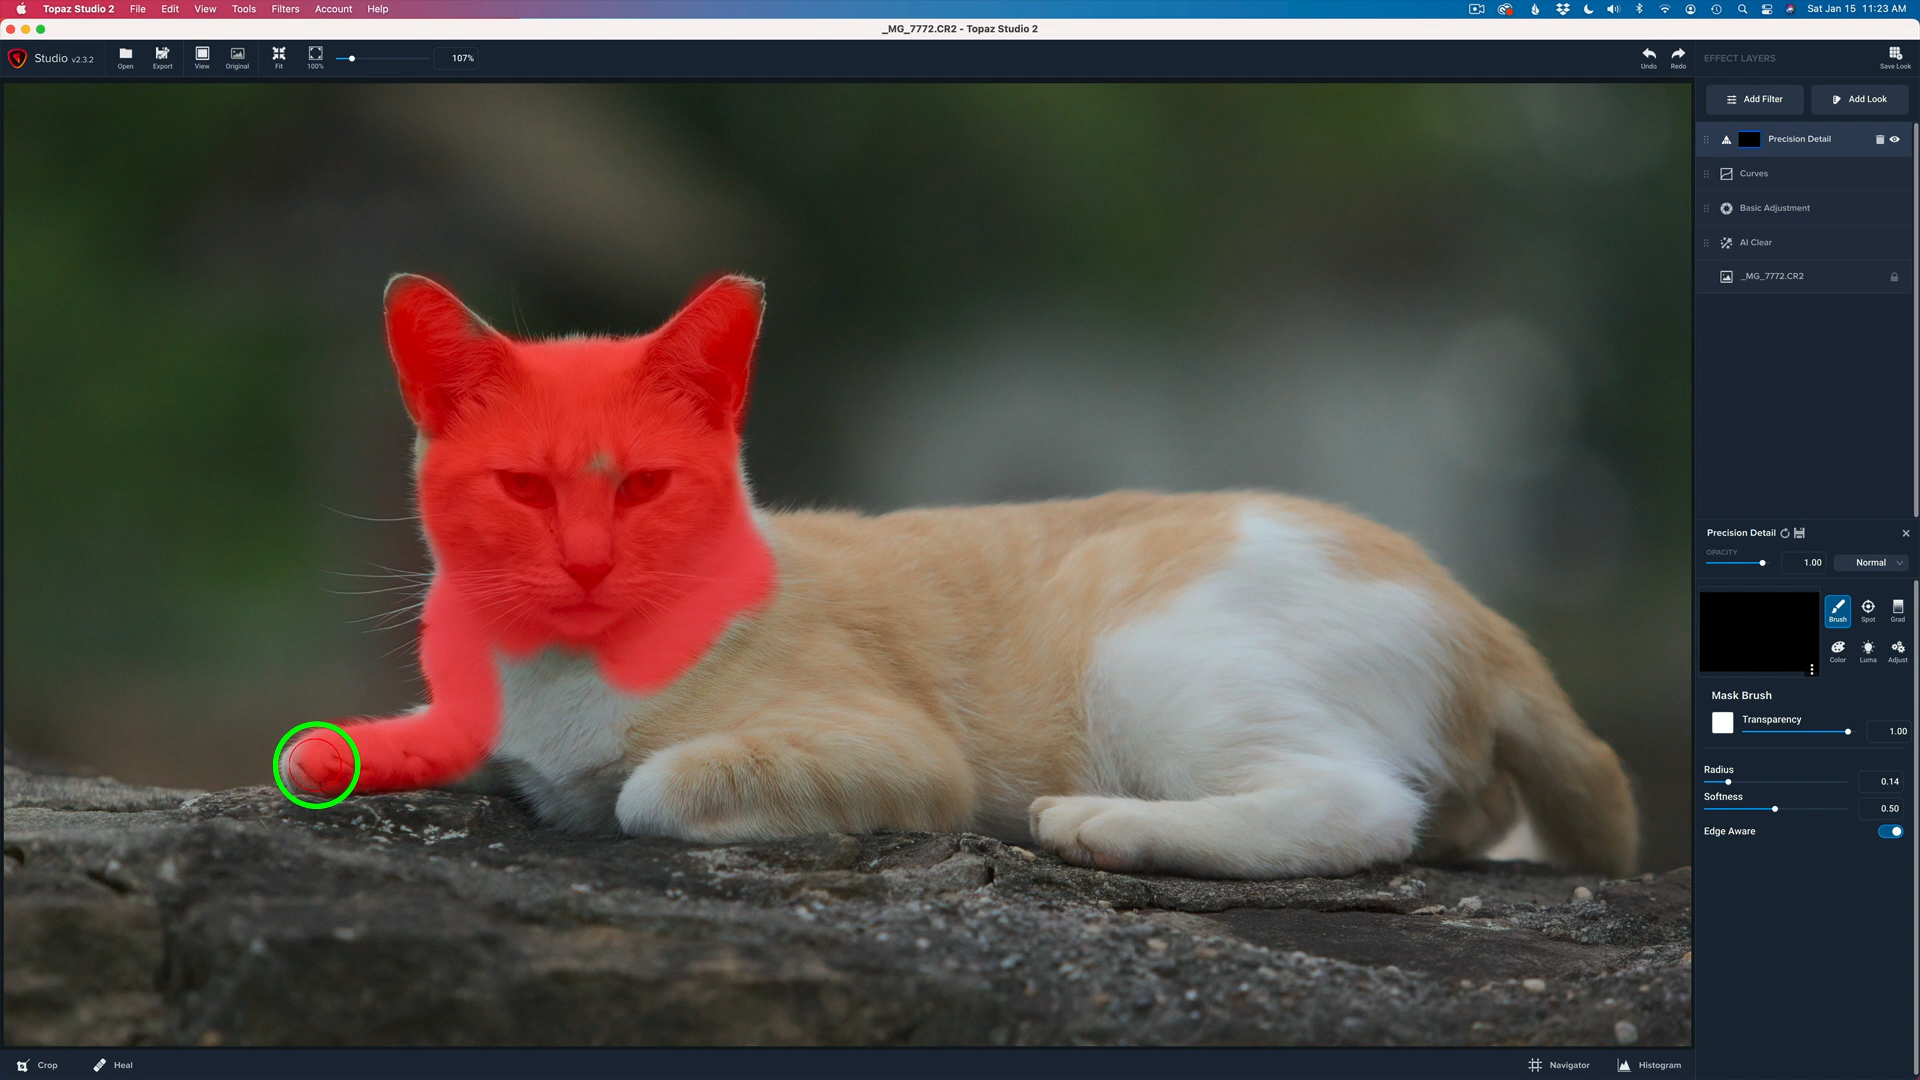 Topaz Studio 2 File Edit View Tools Filters Account Help Sat Jan 15 11:23 AM
_MG_7772.CR2 - Topaz Studio 2
Studio v2.3.2 Open Export View Original Fit 100% 107% Undo Redo EFFECT LAYERS Save Look
Add Filter Add Look
Precision Detail
Curves
Basic Adjustment
AI Clear
_MG_7772.CR2
Precision Detail
OPACITY
1.00 Normal
Brush Spot Grad
Color Luma Adjust
Mask Brush
Transparency
1.00
Radius
0.14
Softness
0.50
Edge Aware
Crop Heal Navigator Histogram